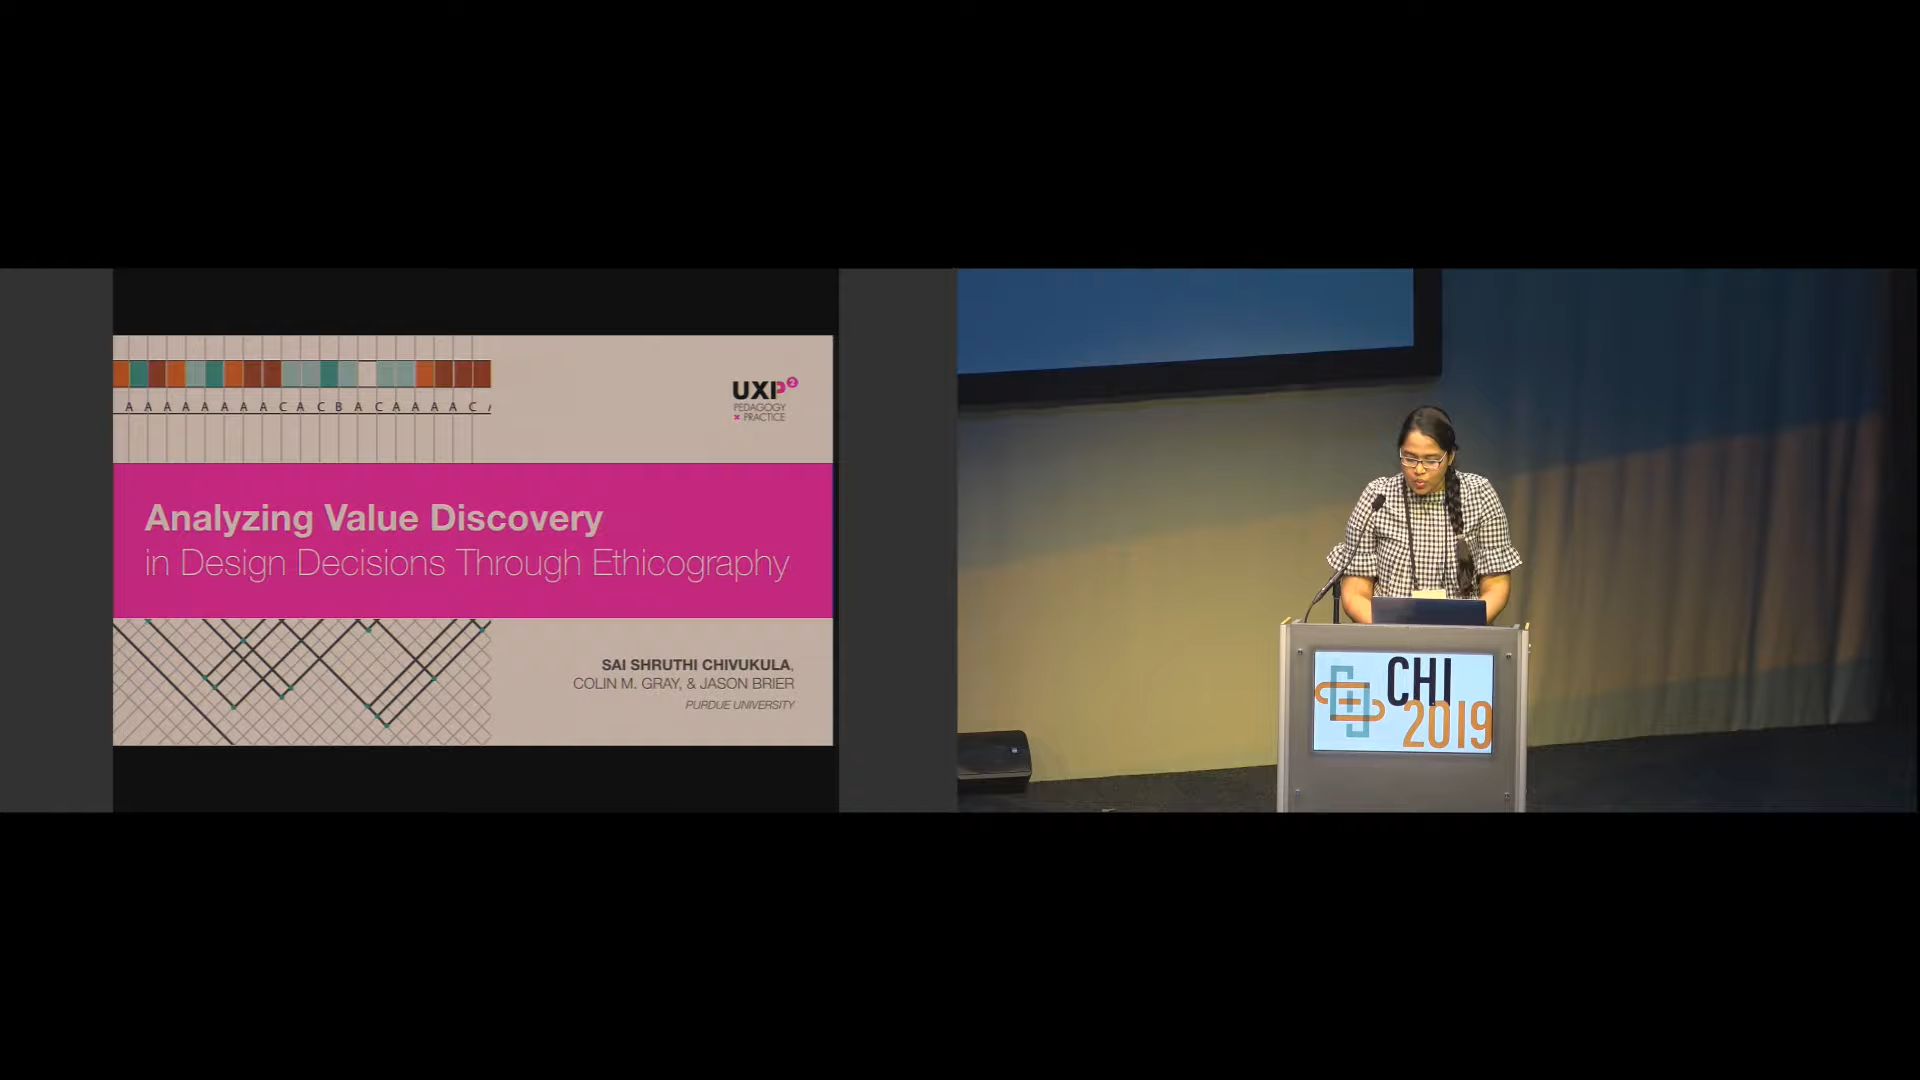 A A A A A A A A C A C B A C A A A A C
UXP2
PEDAGOGY
× PRACTICE
Analyzing Value Discovery
in Design Decisions Through Ethicography
SAI SHRUTHI CHIVUKULA,
COLIN M. GRAY, & JASON BRIER
PURDUE UNIVERSITY
CHI
2019